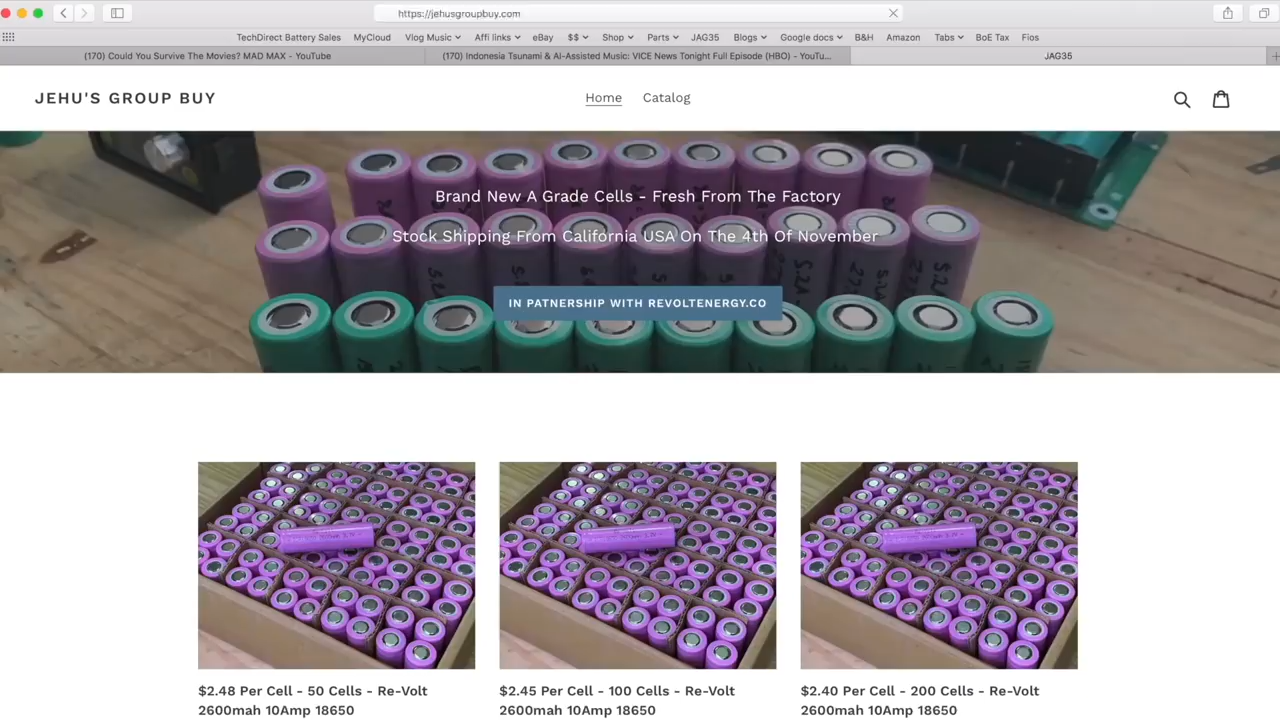 https://jehusgroupbuy.com
TechDirect Battery Sales MyCloud Vlog Music Affi links eBay $$ Shop Parts JAG35 Blogs Google docs B&H Amazon Tabs BoE Tax Fios
(170) Could You Survive The Movies? MAD MAX - YouTube
(170) Indonesia Tsunami & AI-Assisted Music: VICE News Tonight Full Episode (HBO) - YouTu...
JAG35
JEHU'S GROUP BUY
Home Catalog
Brand New A Grade Cells - Fresh From The Factory
Stock Shipping From California USA On The 4th Of November
IN PATNERSHIP WITH REVOLTENERGY.CO
$2.48 Per Cell - 50 Cells - Re-Volt
2600mah 10Amp 18650
$2.45 Per Cell - 100 Cells - Re-Volt
2600mah 10Amp 18650
$2.40 Per Cell - 200 Cells - Re-Volt
2600mah 10Amp 18650